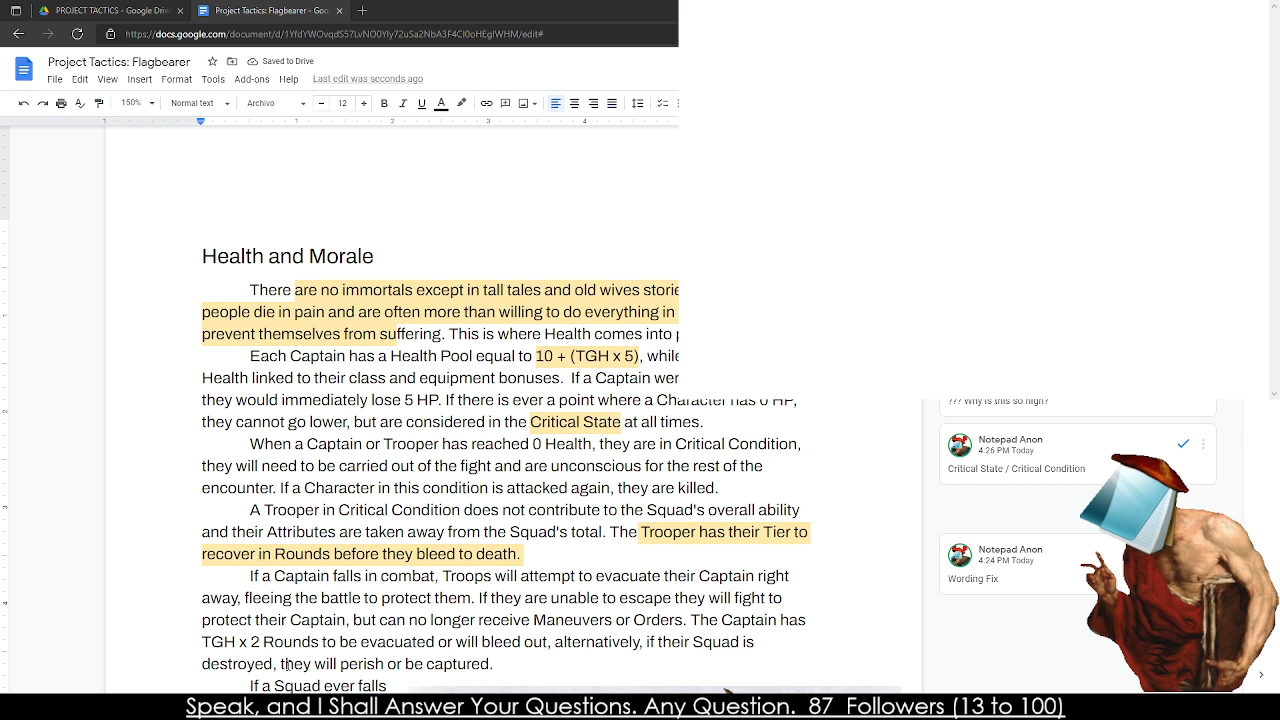 PROJECT TACTICS - Google Driv
Project Tactics: Flagbearer - Goo
https://docs.google.com/document/d/1YfdYWOvqdS57LvNO0Yly72uSa2NbA3F4Cl0oHEgIWHM/edit#
Project Tactics: Flagbearer
Saved to Drive
File Edit View Insert Format Tools Add-ons Help Last edit was seconds ago
150% Normal text Archivo 12 B I U A
1 1 2 3 4
Health and Morale
There are no immortals except in tall tales and old wives storie
people die in pain and are often more than willing to do everything in
prevent themselves from suffering. This is where Health comes into p
Each Captain has a Health Pool equal to 10 + (TGH x 5), while
Health linked to their class and equipment bonuses. If a Captain wer
they would immediately lose 5 HP. If there is ever a point where a Character has 0 HP,
they cannot go lower, but are considered in the Critical State at all times.
When a Captain or Trooper has reached 0 Health, they are in Critical Condition,
they will need to be carried out of the fight and are unconscious for the rest of the
encounter. If a Character in this condition is attacked again, they are killed.
A Trooper in Critical Condition does not contribute to the Squad's overall ability
and their Attributes are taken away from the Squad's total. The Trooper has their Tier to
recover in Rounds before they bleed to death.
If a Captain falls in combat, Troops will attempt to evacuate their Captain right
away, fleeing the battle to protect them. If they are unable to escape they will fight to
protect their Captain, but can no longer receive Maneuvers or Orders. The Captain has
TGH x 2 Rounds to be evacuated or will bleed out, alternatively, if their Squad is
destroyed, they will perish or be captured.
If a Squad ever falls
??? Why is this so high?
Notepad Anon
4:26 PM Today
Critical State / Critical Condition
Notepad Anon
4:24 PM Today
Wording Fix
Speak, and I Shall Answer Your Questions. Any Question. 87 Followers (13 to 100)